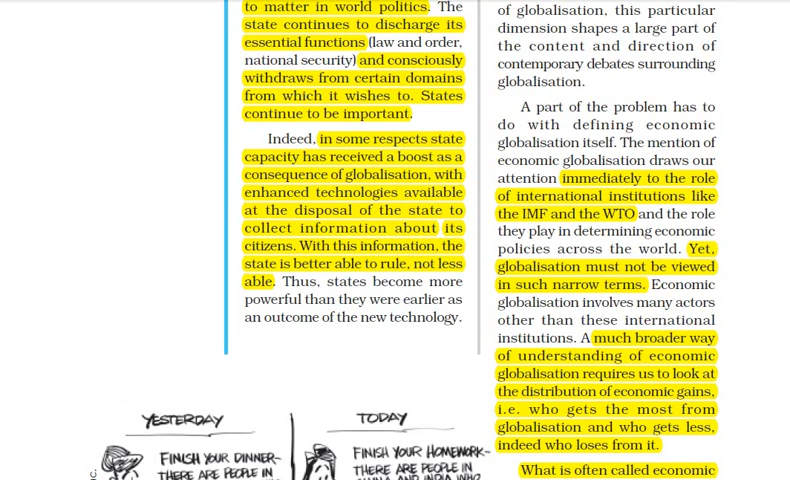 to matter in world politics. The
state continues to discharge its
essential functions (law and order,
national security) and consciously
withdraws from certain domains
from which it wishes to. States
continue to be important.
Indeed, in some respects state
capacity has received a boost as a
consequence of globalisation, with
enhanced technologies available
at the disposal of the state to
collect information about its
citizens. With this information, the
state is better able to rule, not less
able. Thus, states become more
powerful than they were earlier as
an outcome of the new technology.
of globalisation, this particular
dimension shapes a large part of
the content and direction of
contemporary debates surrounding
globalisation.
A part of the problem has to
do with defining economic
globalisation itself. The mention of
economic globalisation draws our
attention immediately to the role
of international institutions like
the IMF and the WTO and the role
they play in determining economic
policies across the world. Yet,
globalisation must not be viewed
in such narrow terms. Economic
globalisation involves many actors
other than these international
institutions. A much broader way
of understanding of economic
globalisation requires us to look at
the distribution of economic gains,
i.e. who gets the most from
globalisation and who gets less,
indeed who loses from it.
What is often called economic
YESTERDAY
FINISH YOUR DINNER-
THERE ARE PEOPLE IN
TODAY
FINISH YOUR HOMEWORK-
THERE ARE PEOPLE IN